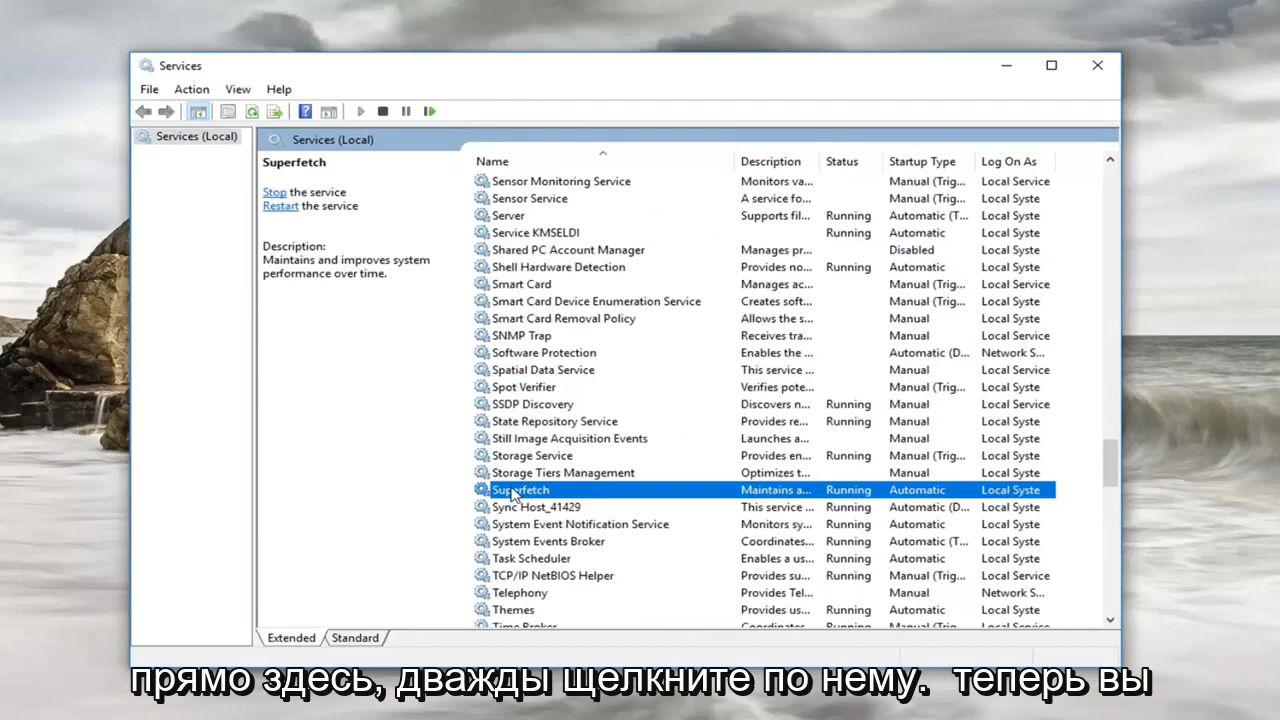 Services
File Action View Help
Services (Local)
Services (Local)
Superfetch
Stop the service
Restart the service
Description:
Maintains and improves system
performance over time.
Name Description Status Startup Type Log On As
Sensor Monitoring Service Monitors va... Manual (Trig... Local Service
Sensor Service A service fo... Manual (Trig... Local Syste
Server Supports fil... Running Automatic (T... Local Syste
Service KMSELDI Running Automatic Local Syste
Shared PC Account Manager Manages pr... Disabled Local Syste
Shell Hardware Detection Provides no... Running Automatic Local Syste
Smart Card Manages ac... Manual (Trig... Local Service
Smart Card Device Enumeration Service Creates soft... Manual (Trig... Local Syste
Smart Card Removal Policy Allows the s... Manual Local Syste
SNMP Trap Receives tra... Manual Local Service
Software Protection Enables the ... Automatic (D... Network S...
Spatial Data Service This service ... Manual Local Service
Spot Verifier Verifies pote... Manual (Trig... Local Syste
SSDP Discovery Discovers n... Running Manual Local Service
State Repository Service Provides re... Running Manual Local Syste
Still Image Acquisition Events Launches a... Manual Local Syste
Storage Service Provides en... Running Manual (Trig... Local Syste
Storage Tiers Management Optimizes t... Manual Local Syste
Superfetch Maintains a... Running Automatic Local Syste
Sync Host_41429 This service ... Running Automatic (D... Local Syste
System Event Notification Service Monitors sy... Running Automatic Local Syste
System Events Broker Coordinates... Running Automatic (T... Local Syste
Task Scheduler Enables a us... Running Automatic Local Syste
TCP/IP NetBIOS Helper Provides su... Running Manual (Trig... Local Service
Telephony Provides Tel... Manual Network S...
Themes Provides us... Running Automatic Local Syste
Time Broker Coordinates... Running Manual (Trig... Local Service
Extended Standard
прямо здесь, дважды щелкните по нему. теперь вы